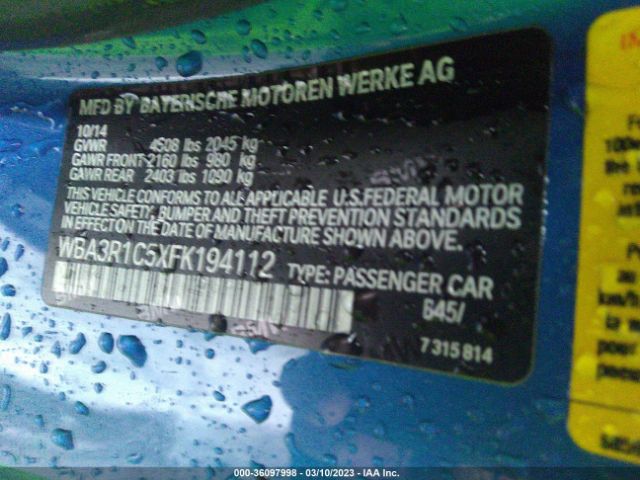 MFD BY BAYERISCHE MOTOREN WERKE AG
10/14
GVWR 4508 lbs 2045 kg
GAWR FRONT 2160 lbs 980 kg
GAWR REAR 2403 lbs 1090 kg
THIS VEHICLE CONFORMS TO ALL APPLICABLE U.S.FEDERAL MOTOR
VEHICLE SAFETY, BUMPER AND THEFT PREVENTION STANDARDS
IN EFFECT ON THE DATE OF MANUFACTURE SHOWN ABOVE.
WBA3R1C5XFK194112 TYPE: PASSENGER CAR
B45/
7 315 814
000-36097998 — 03/10/2023 — IAA Inc.